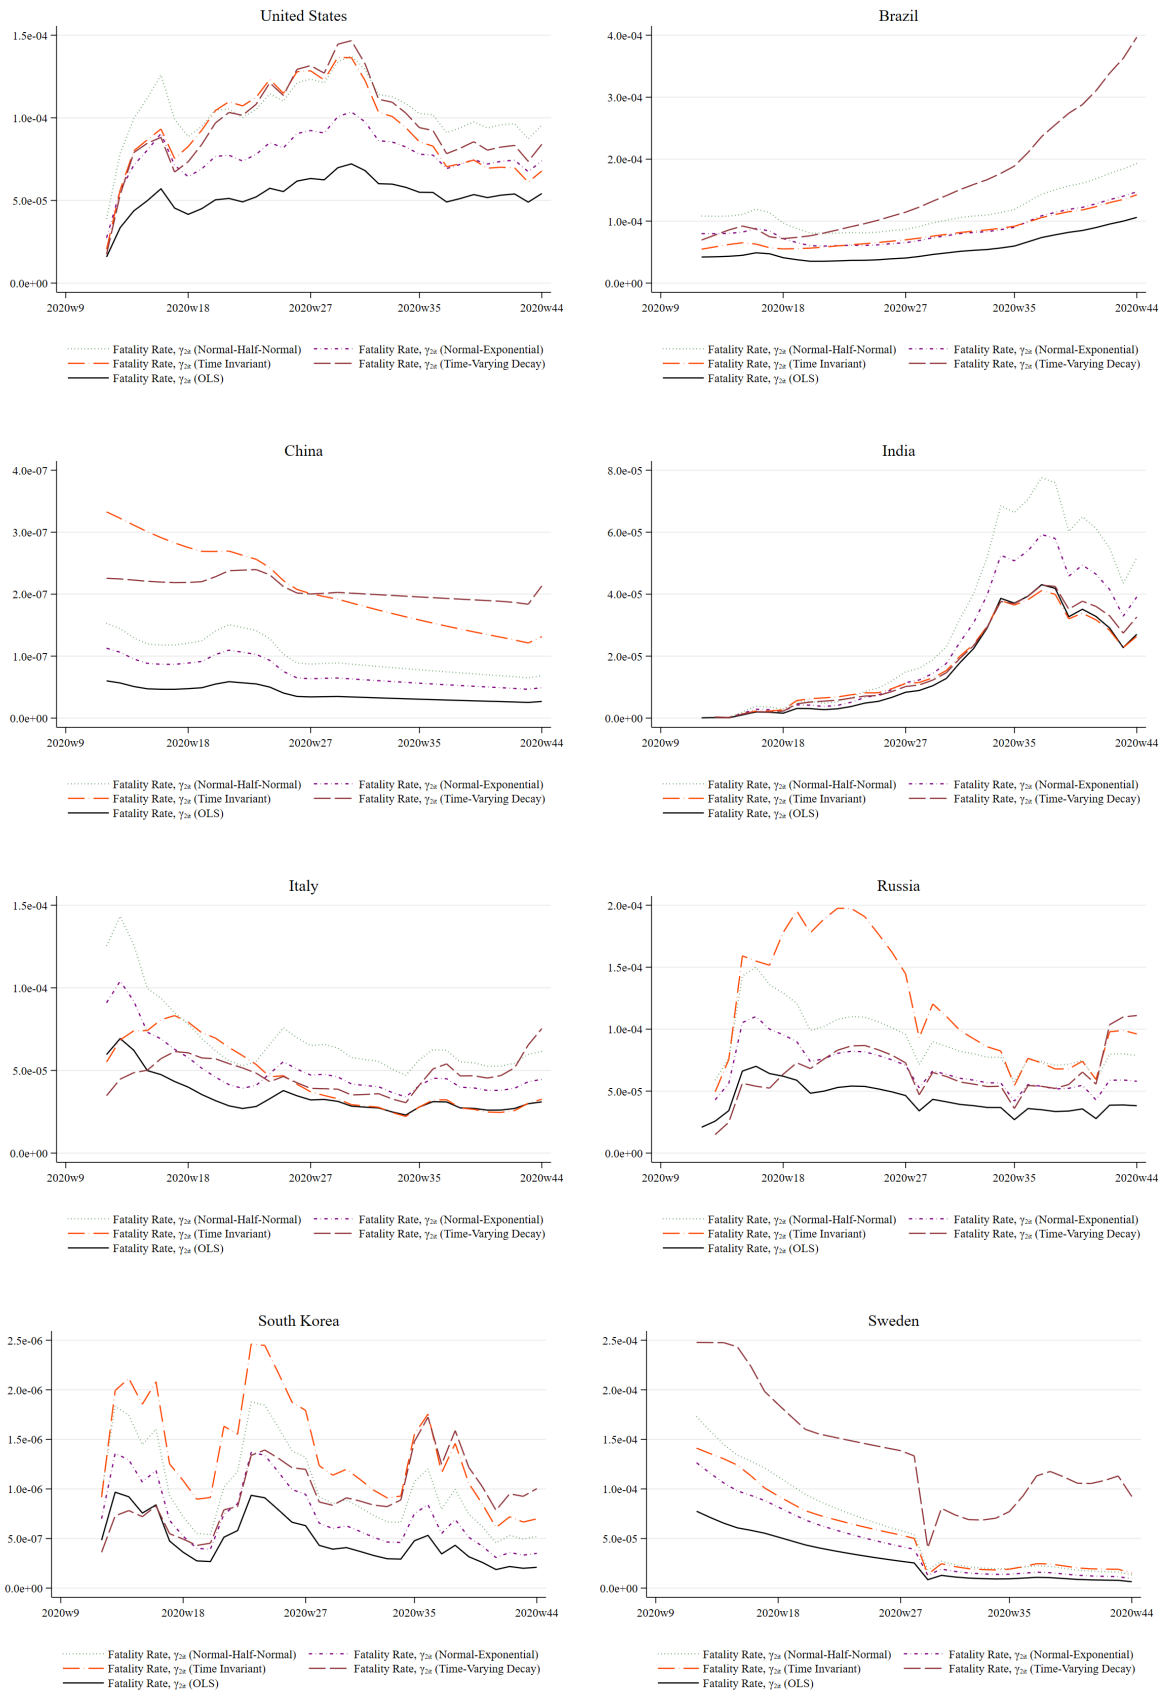 United States
1.5e-04
1.0e-04
5.0e-05
0.0e+00
2020w9 2020w18 2020w27 2020w35 2020w44
Fatality Rate, γ2it (Normal-Half-Normal) Fatality Rate, γ2it (Normal-Exponential)
Fatality Rate, γ2it (Time Invariant) Fatality Rate, γ2it (Time-Varying Decay)
Fatality Rate, γ2it (OLS)
Brazil
4.0e-04
3.0e-04
2.0e-04
1.0e-04
0.0e+00
2020w9 2020w18 2020w27 2020w35 2020w44
Fatality Rate, γ2it (Normal-Half-Normal) Fatality Rate, γ2it (Normal-Exponential)
Fatality Rate, γ2it (Time Invariant) Fatality Rate, γ2it (Time-Varying Decay)
Fatality Rate, γ2it (OLS)
China
4.0e-07
3.0e-07
2.0e-07
1.0e-07
0.0e+00
2020w9 2020w18 2020w27 2020w35 2020w44
Fatality Rate, γ2it (Normal-Half-Normal) Fatality Rate, γ2it (Normal-Exponential)
Fatality Rate, γ2it (Time Invariant) Fatality Rate, γ2it (Time-Varying Decay)
Fatality Rate, γ2it (OLS)
India
8.0e-05
6.0e-05
4.0e-05
2.0e-05
0.0e+00
2020w9 2020w18 2020w27 2020w35 2020w44
Fatality Rate, γ2it (Normal-Half-Normal) Fatality Rate, γ2it (Normal-Exponential)
Fatality Rate, γ2it (Time Invariant) Fatality Rate, γ2it (Time-Varying Decay)
Fatality Rate, γ2it (OLS)
Italy
1.5e-04
1.0e-04
5.0e-05
0.0e+00
2020w9 2020w18 2020w27 2020w35 2020w44
Fatality Rate, γ2it (Normal-Half-Normal) Fatality Rate, γ2it (Normal-Exponential)
Fatality Rate, γ2it (Time Invariant) Fatality Rate, γ2it (Time-Varying Decay)
Fatality Rate, γ2it (OLS)
Russia
2.0e-04
1.5e-04
1.0e-04
5.0e-05
0.0e+00
2020w9 2020w18 2020w27 2020w35 2020w44
Fatality Rate, γ2it (Normal-Half-Normal) Fatality Rate, γ2it (Normal-Exponential)
Fatality Rate, γ2it (Time Invariant) Fatality Rate, γ2it (Time-Varying Decay)
Fatality Rate, γ2it (OLS)
South Korea
2.5e-06
2.0e-06
1.5e-06
1.0e-06
5.0e-07
0.0e+00
2020w9 2020w18 2020w27 2020w35 2020w44
Fatality Rate, γ2it (Normal-Half-Normal) Fatality Rate, γ2it (Normal-Exponential)
Fatality Rate, γ2it (Time Invariant) Fatality Rate, γ2it (Time-Varying Decay)
Fatality Rate, γ2it (OLS)
Sweden
2.5e-04
2.0e-04
1.5e-04
1.0e-04
5.0e-05
0.0e+00
2020w9 2020w18 2020w27 2020w35 2020w44
Fatality Rate, γ2it (Normal-Half-Normal) Fatality Rate, γ2it (Normal-Exponential)
Fatality Rate, γ2it (Time Invariant) Fatality Rate, γ2it (Time-Varying Decay)
Fatality Rate, γ2it (OLS)